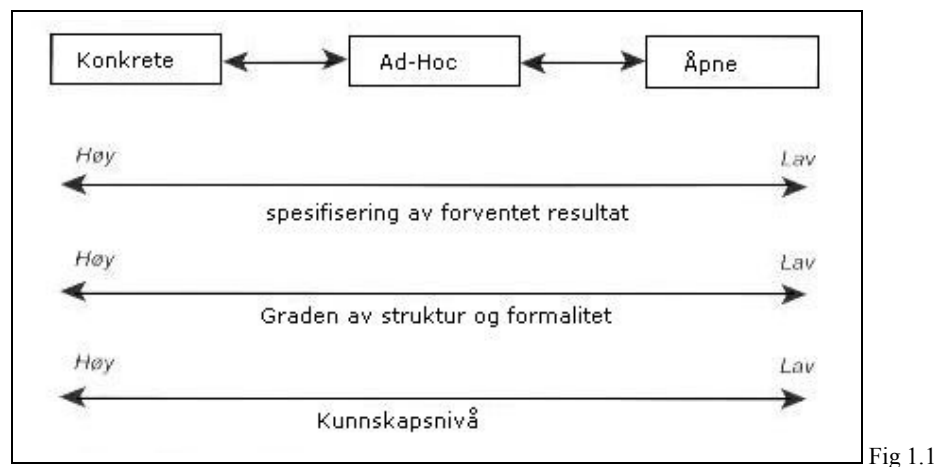 Konkrete Ad-Hoc Åpne
Høy Lav
spesifisering av forventet resultat
Høy Lav
Graden av struktur og formalitet
Høy Lav
Kunnskapsnivå
Fig 1.1